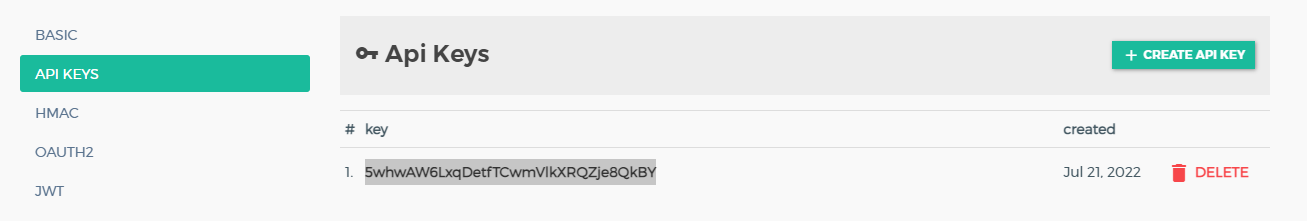 BASIC
API KEYS
HMAC
OAUTH2
JWT
Api Keys
+ CREATE API KEY
# key created
1. 5whwAW6LxqDetfTCwmVlkXRQZje8QkBY Jul 21, 2022 DELETE